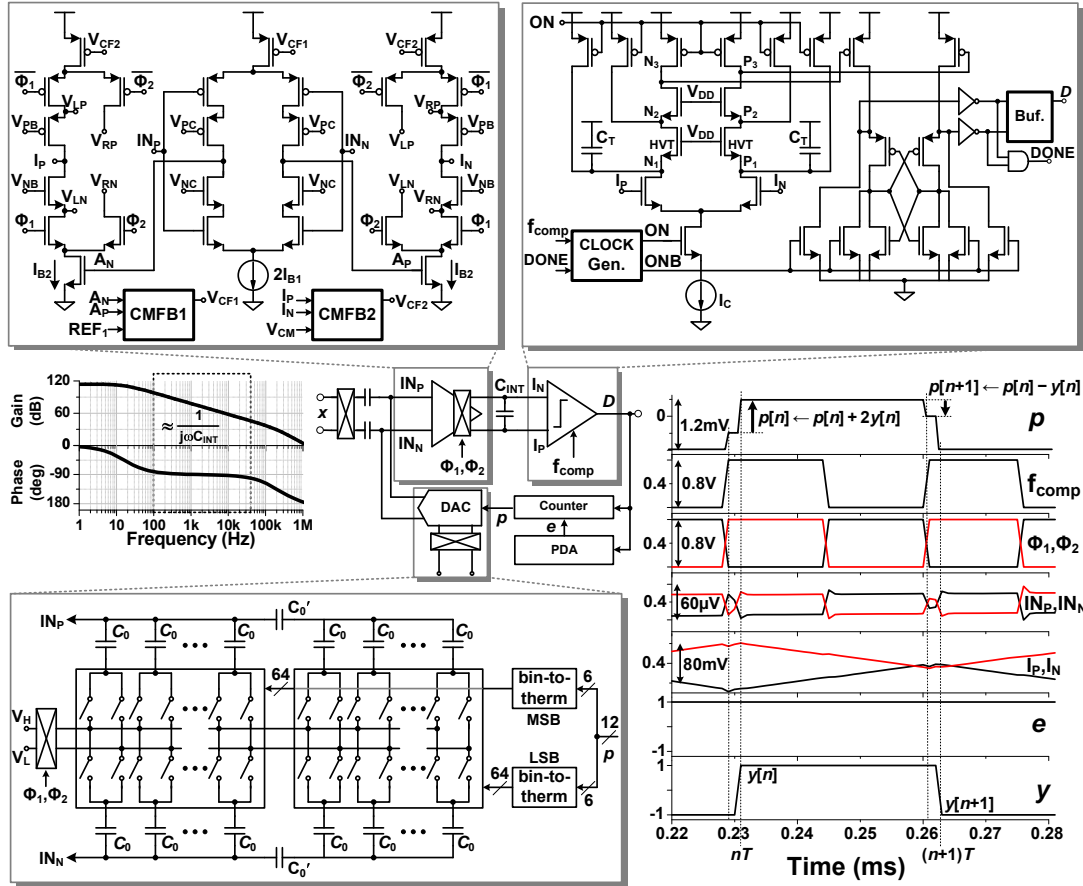 V_CF2
V_CF1
V_CF2
Φ̅₁ Φ̅₂
Φ̅₂ Φ̅₁
V_LP
V_RP
V_PB
V_RP
IN_P
V_PC
V_PC
IN_N
V_LP
V_PB
I_P
I_N
V_NB
V_RN
V_NC
V_NC
V_LN
V_NB
V_LN
V_RN
Φ₁ Φ₂
Φ₂ Φ₁
A_N
A_P
I_B2
2I_B1
I_B2
A_N
A_P
REF₁
CMFB1
V_CF1
I_P
I_N
V_CM
CMFB2
V_CF2
ON
N₃ P₃
N₂ V_DD P₂
C_T HVT V_DD HVT C_T
N₁ P₁
I_P I_N
f_comp
DONE
CLOCK
Gen.
ON
ONB
I_C
D
Buf.
DONE
Gain
(dB)
120
60
0
≈ 1 / jωC_INT
Phase
(deg)
-90
-180
1 10 100 1k 10k 100k 1M
Frequency (Hz)
x
IN_P
IN_N
Φ₁,Φ₂
C_INT
I_N
I_P
D
f_comp
DAC
p
Counter
e
PDA
IN_P
C₀ C₀ C₀ ••• C₀
C₀'
C₀ C₀ C₀ ••• C₀
V_H
V_L
Φ₁,Φ₂
64
bin-to-
therm
6
MSB
12
p
LSB
64
bin-to-
therm
6
•••
•••
IN_N
C₀ C₀ C₀ C₀
C₀'
C₀ C₀ C₀ C₀
p[n+1] ← p[n] - y[n]
0
1.2mV
p[n] ← p[n] + 2y[n]
p
0.4
0.8V
f_comp
0.4
0.8V
Φ₁,Φ₂
0.4
60µV
IN_P,IN_N
0.4
80mV
I_P,I_N
1
-1
e
1
-1
y[n]
y[n+1]
y
0.22 0.23 0.24 0.25 0.26 0.27 0.28
nT
(n+1)T
Time (ms)